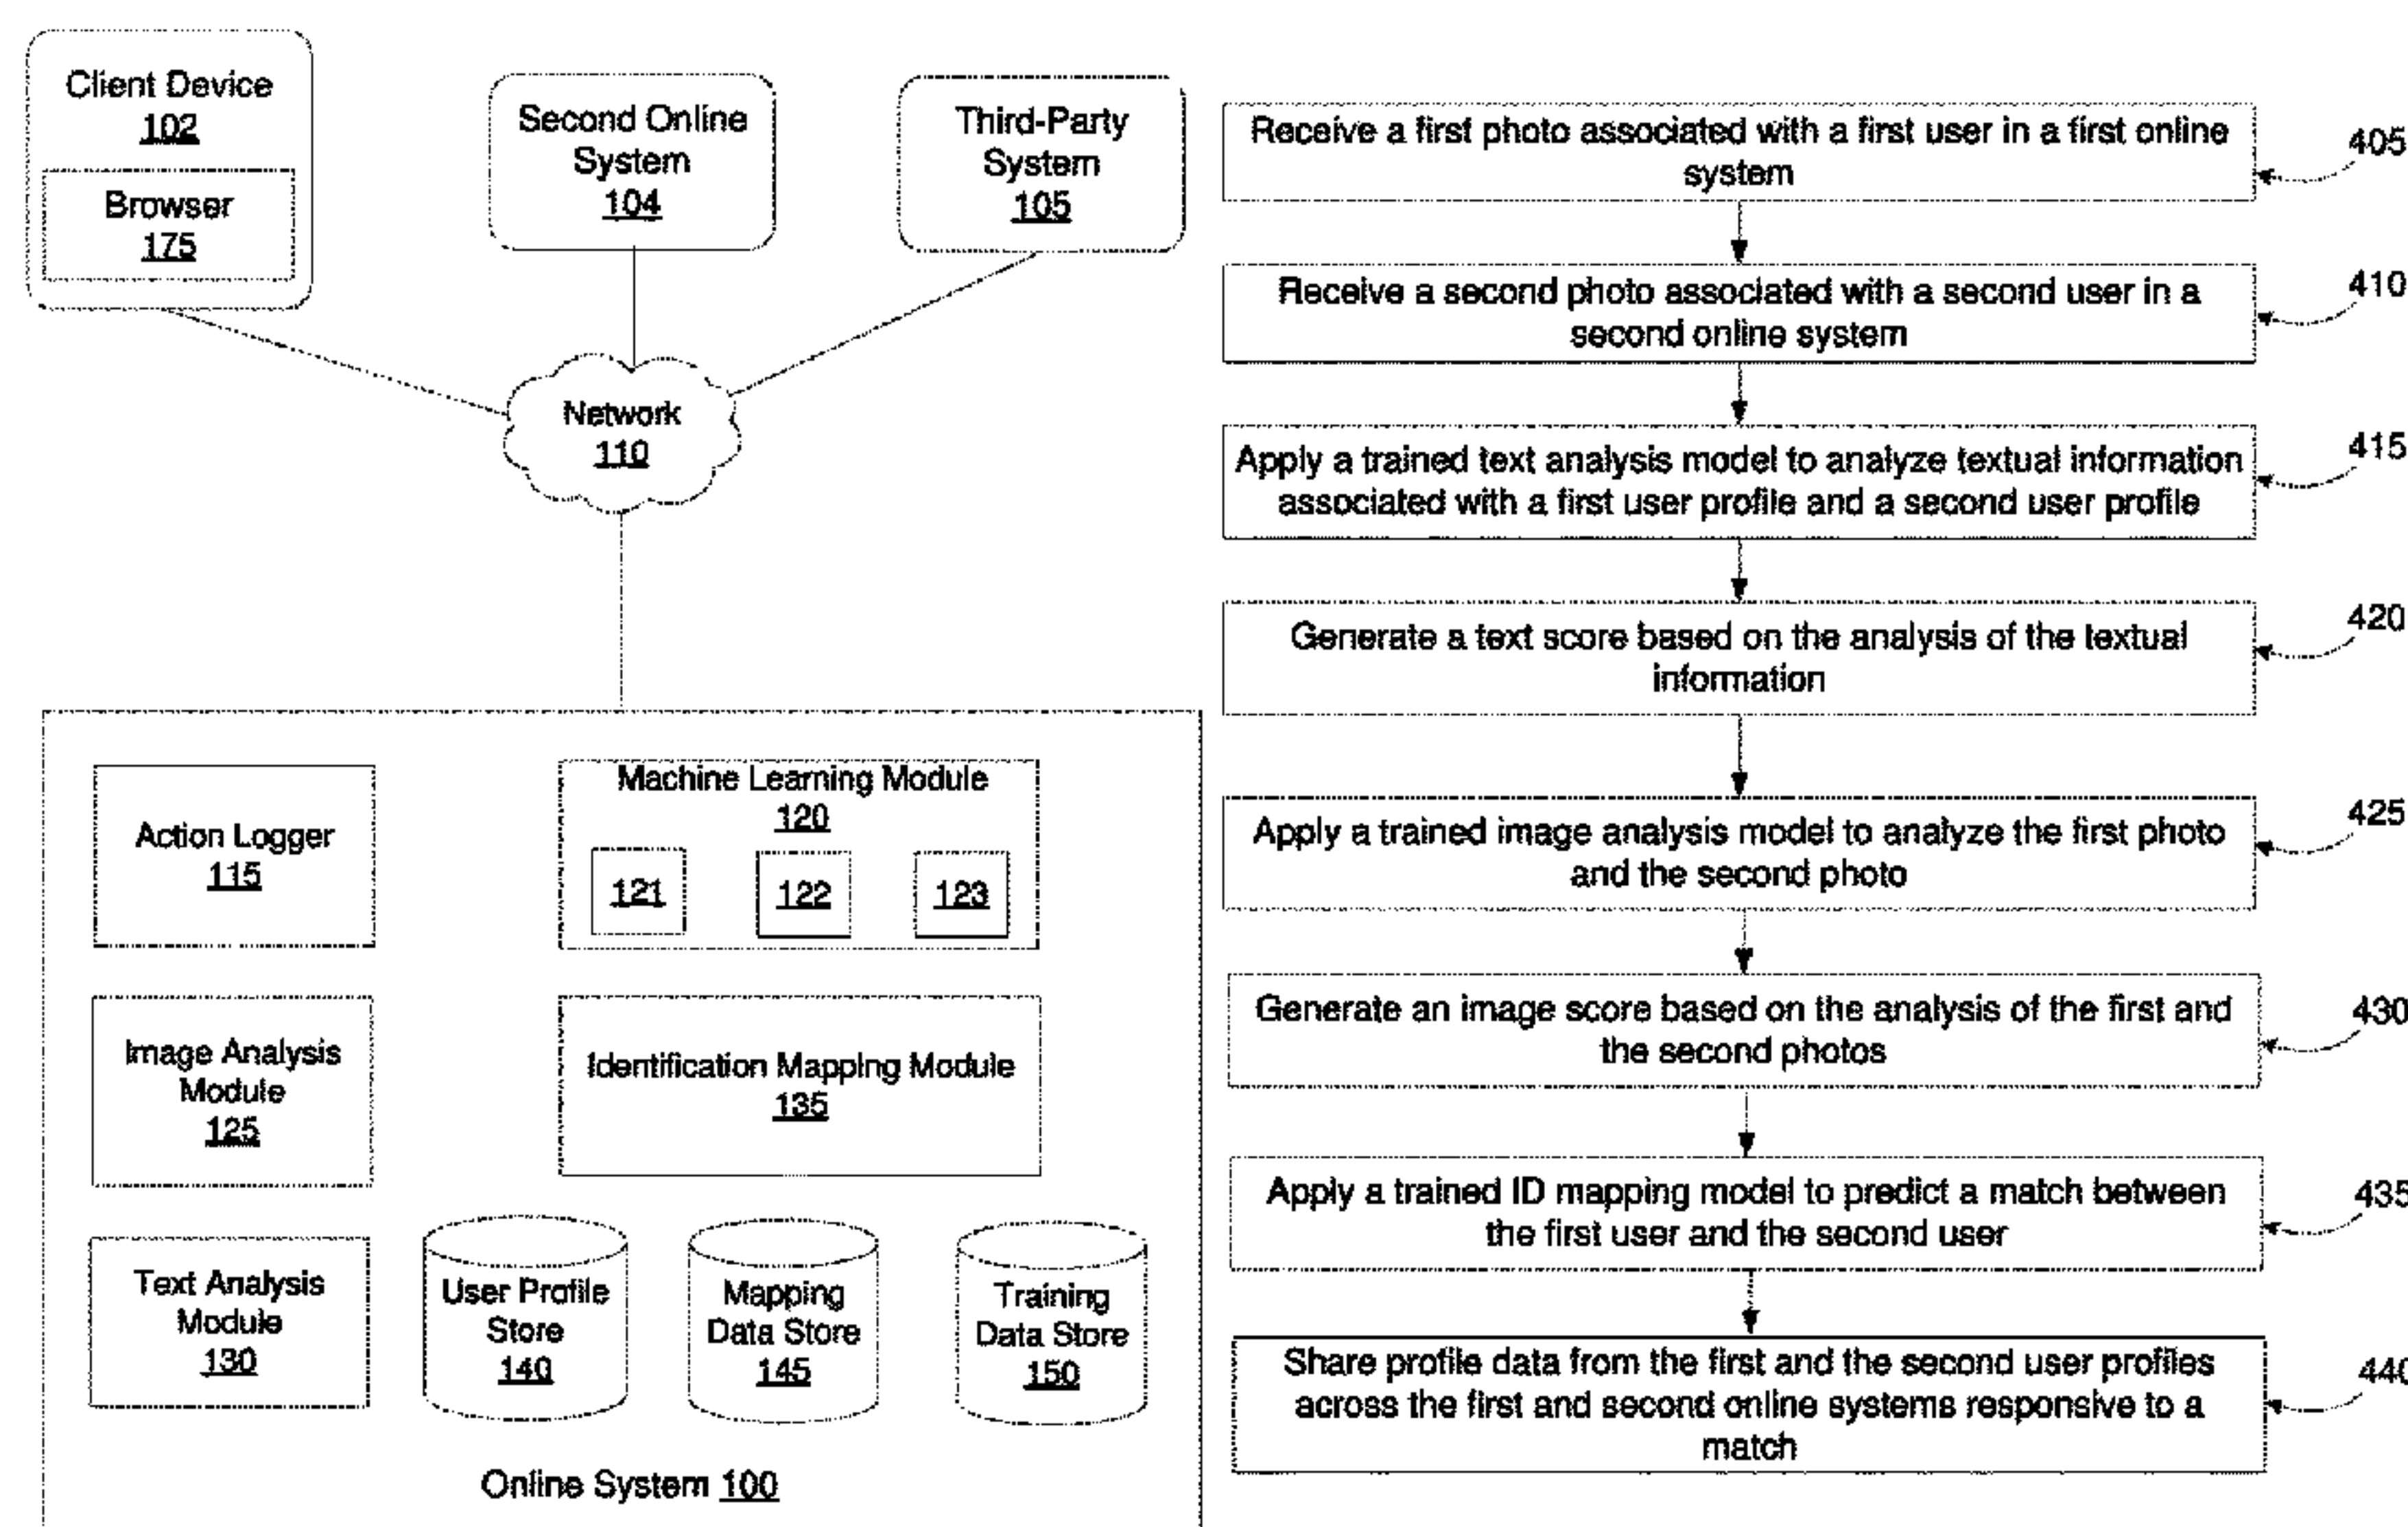 Client Device
102
Browser
175
Second Online
System
104
Third-Party
System
105
Network
110
Machine Learning Module
120
121
122
123
Action Logger
115
Image Analysis
Module
125
Identification Mapping Module
135
Text Analysis
Module
130
User Profile
Store
140
Mapping
Data Store
145
Training
Data Store
150
Online System 100
Receive a first photo associated with a first user in a first online
system
405
Receive a second photo associated with a second user in a
second online system
410
Apply a trained text analysis model to analyze textual information
associated with a first user profile and a second user profile
415
Generate a text score based on the analysis of the textual
information
420
Apply a trained image analysis model to analyze the first photo
and the second photo
425
Generate an image score based on the analysis of the first and
the second photos
430
Apply a trained ID mapping model to predict a match between
the first user and the second user
435
Share profile data from the first and the second user profiles
across the first and second online systems responsive to a
match
440